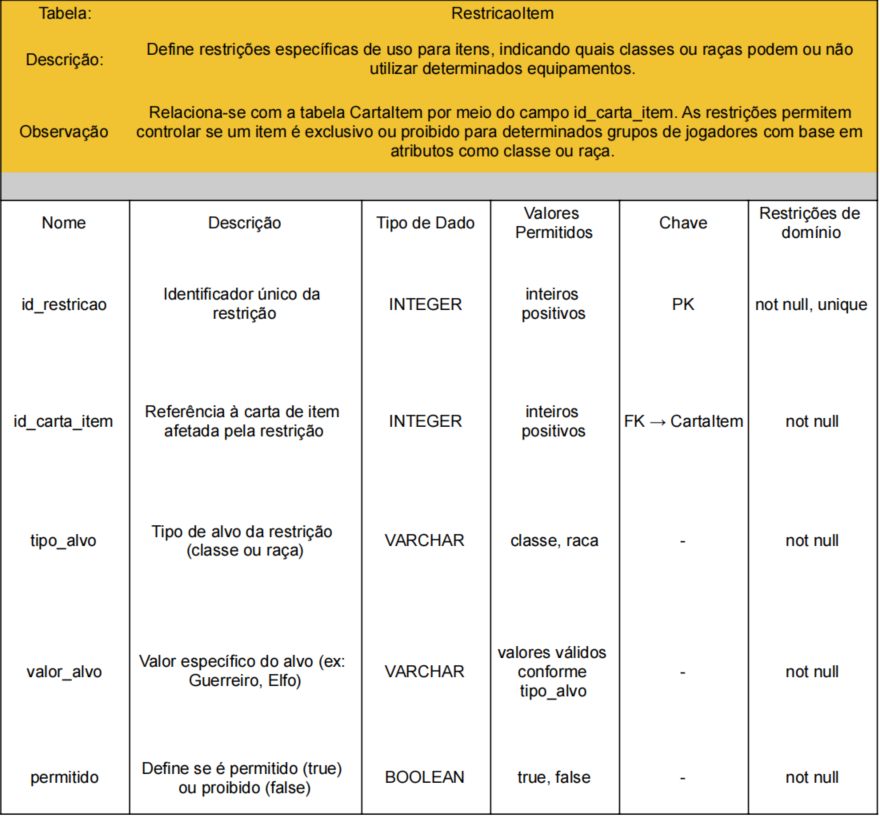 Tabela:
RestricaoItem
Descrição:
Define restrições específicas de uso para itens, indicando quais classes ou raças podem ou não
utilizar determinados equipamentos.
Observação
Relaciona-se com a tabela CartaItem por meio do campo id_carta_item. As restrições permitem
controlar se um item é exclusivo ou proibido para determinados grupos de jogadores com base em
atributos como classe ou raça.
Nome
Descrição
Tipo de Dado
Valores
Permitidos
Chave
Restrições de
domínio
id_restricao
Identificador único da
restrição
INTEGER
inteiros
positivos
PK
not null, unique
id_carta_item
Referência à carta de item
afetada pela restrição
INTEGER
inteiros
positivos
FK → CartaItem
not null
tipo_alvo
Tipo de alvo da restrição
(classe ou raça)
VARCHAR
classe, raca
-
not null
valor_alvo
Valor específico do alvo (ex:
Guerreiro, Elfo)
VARCHAR
valores válidos
conforme
tipo_alvo
-
not null
permitido
Define se é permitido (true)
ou proibido (false)
BOOLEAN
true, false
-
not null